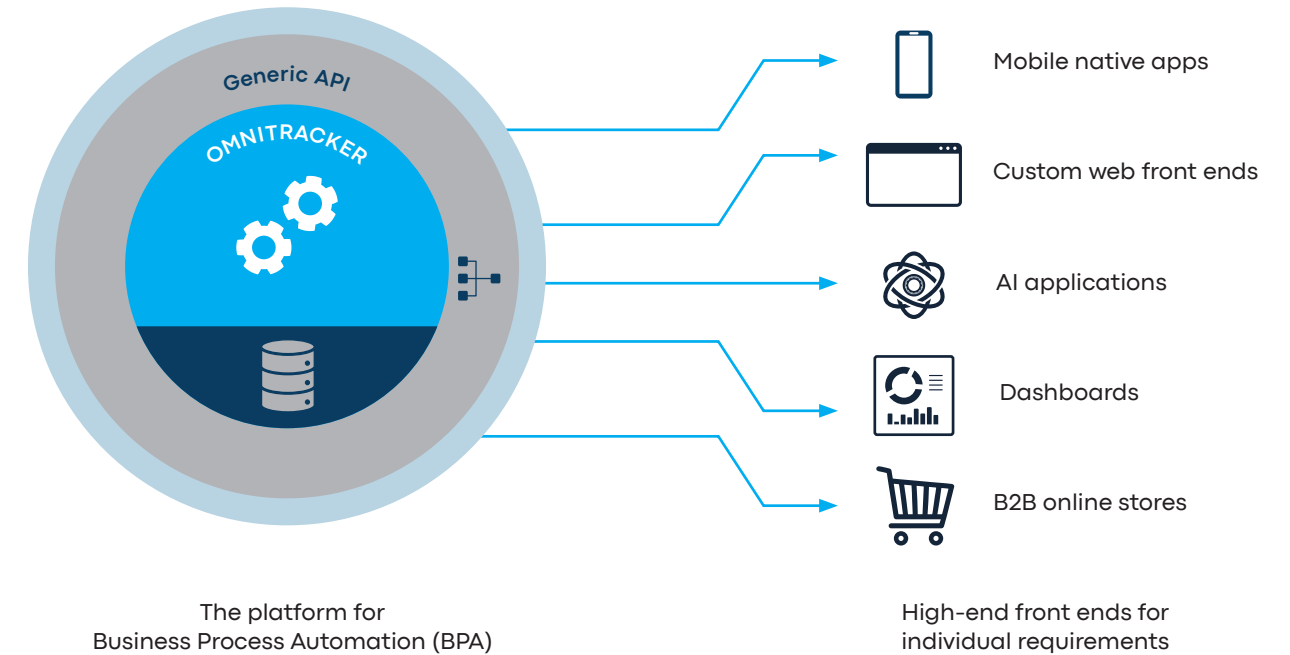 Generic API
OMNITRACKER
Mobile native apps
Custom web front ends
AI applications
Dashboards
B2B online stores
The platform for
Business Process Automation (BPA)
High-end front ends for
individual requirements